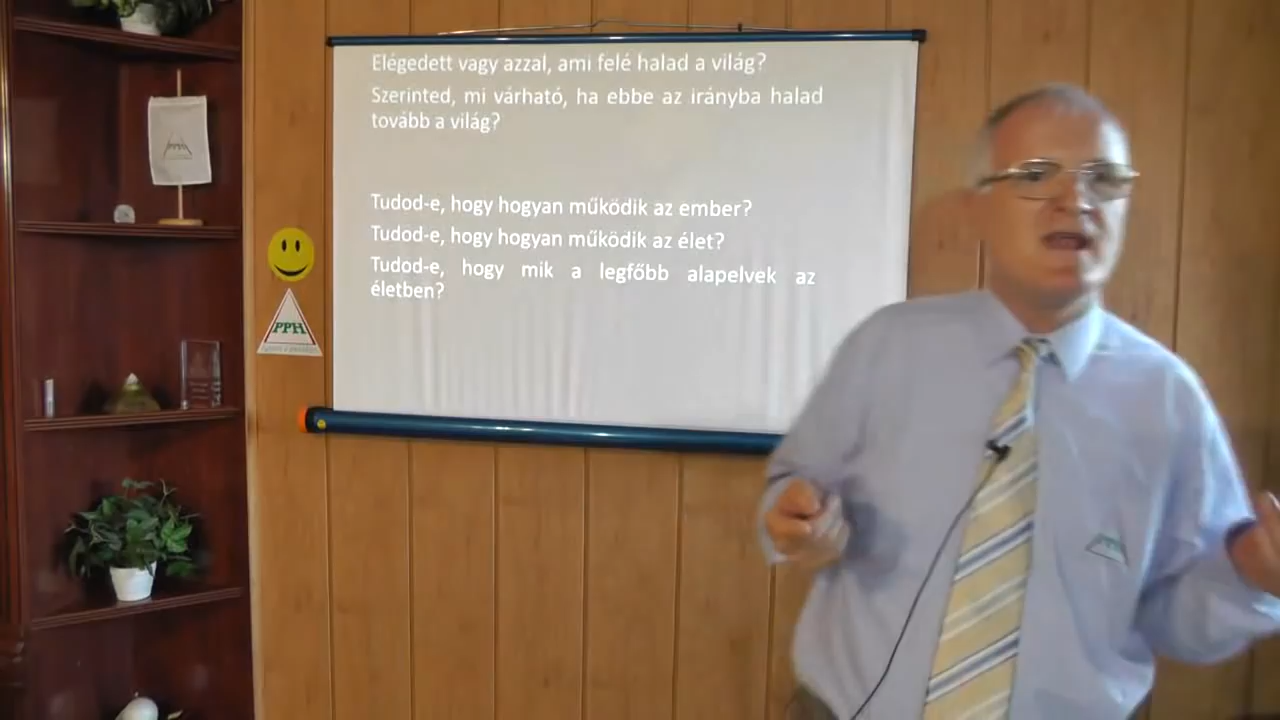 Elégedett vagy azzal, ami felé halad a világ?
Szerinted, mi várható, ha ebbe az irányba halad
tovább a világ?
Tudod-e, hogy hogyan működik az ember?
Tudod-e, hogy hogyan működik az élet?
Tudod-e, hogy mik a legfőbb alapelvek az
életben?
PPH
PPH